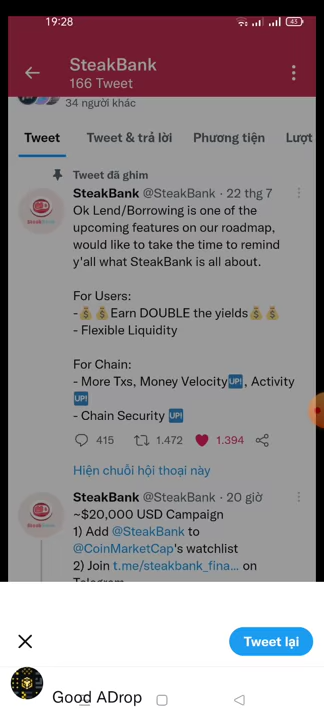 19:28
43
SteakBank
166 Tweet
34 người khác
Tweet Tweet & trả lời Phương tiện Lượt
Tweet đã ghim
SteakBank @SteakBank · 22 thg 7
Ok Lend/Borrowing is one of the
upcoming features on our roadmap,
would like to take the time to remind
y'all what SteakBank is all about.
For Users:
-💰💰Earn DOUBLE the yields💰💰
- Flexible Liquidity
For Chain:
- More Txs, Money Velocity🆙, Activity
🆙
- Chain Security 🆙
415 1.472 1.394
Hiện chuỗi hội thoại này
SteakBank @SteakBank · 20 giờ
~$20,000 USD Campaign
1) Add @SteakBank to
@CoinMarketCap's watchlist
2) Join t.me/steakbank_fina... on
Telegram
Tweet lại
Good ADrop